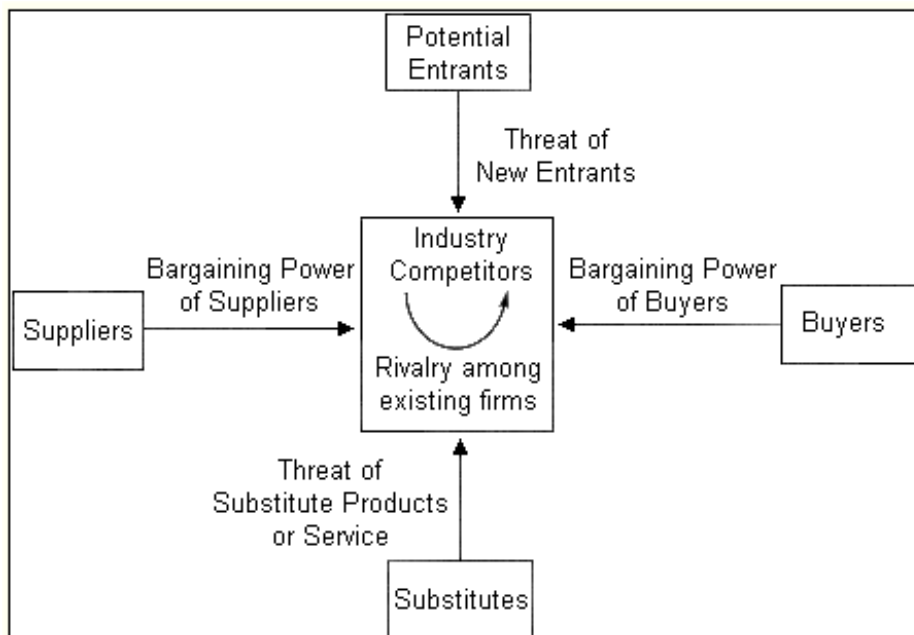 Potential
Entrants
Threat of
New Entrants
Industry
Competitors
Bargaining Power
of Suppliers
Bargaining Power
of Buyers
Suppliers
Buyers
Rivalry among
existing firms
Threat of
Substitute Products
or Service
Substitutes